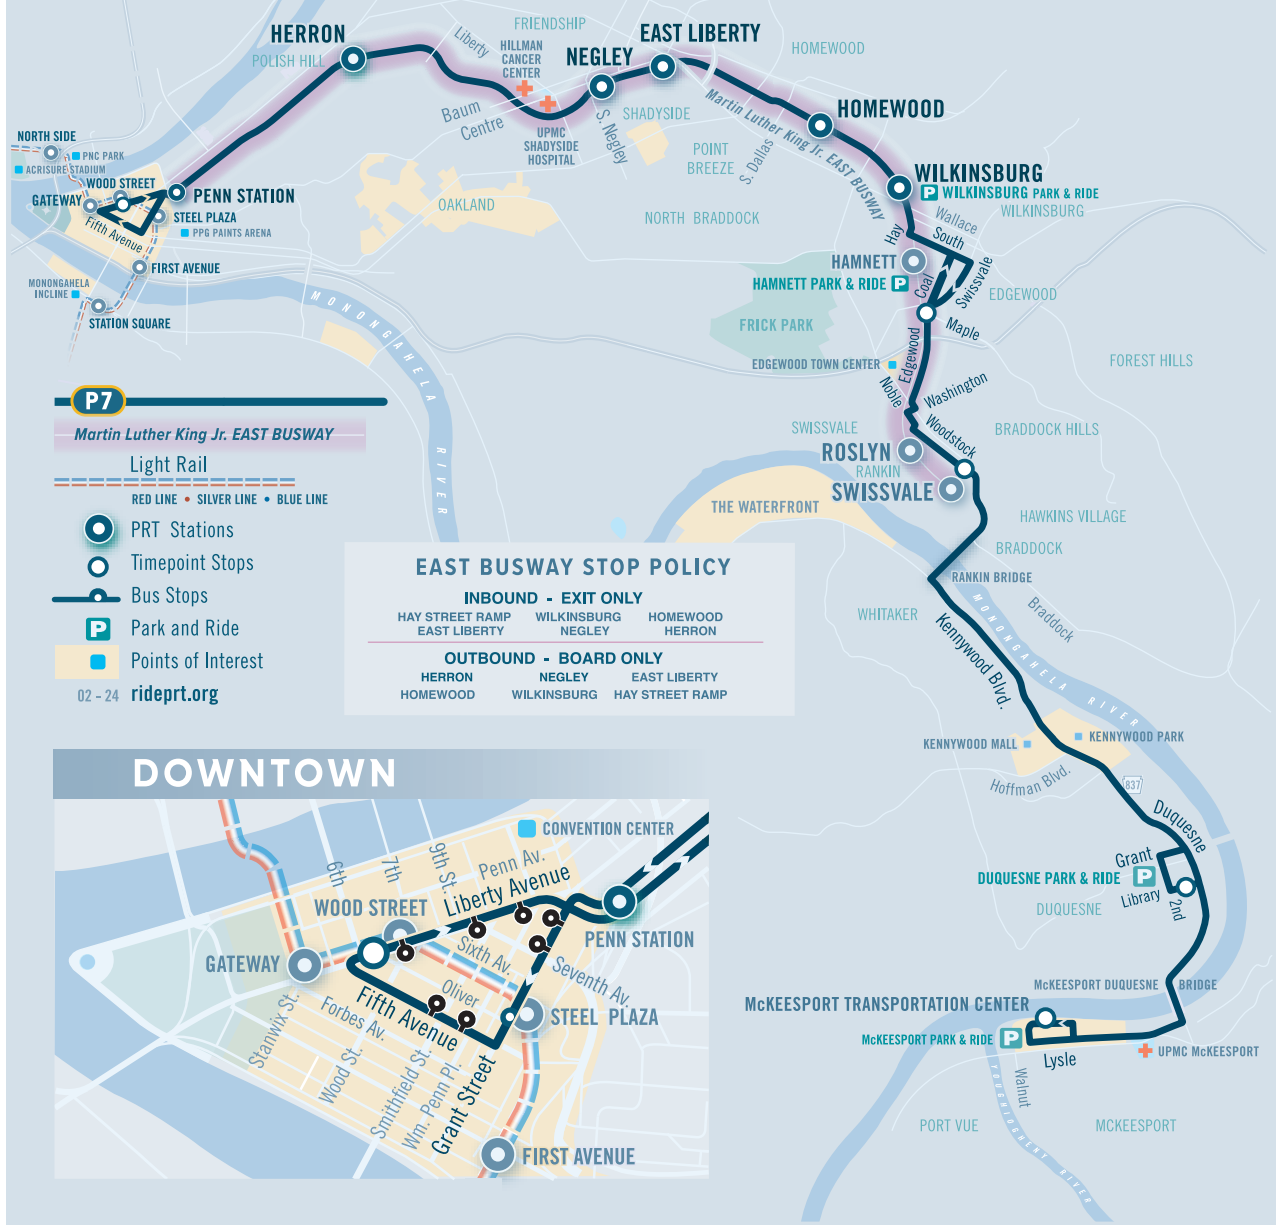 HERRON
POLISH HILL
Liberty
FRIENDSHIP
HILLMAN
CANCER
CENTER
NEGLEY
EAST LIBERTY
HOMEWOOD
Baum
Centre
UPMC
SHADYSIDE
HOSPITAL
S. Negley
SHADYSIDE
Martin Luther King Jr. EAST BUSWAY
HOMEWOOD
POINT
BREEZE
S. Dallas
NORTH SIDE
PNC PARK
ACRISURE STADIUM
WOOD STREET
GATEWAY
PENN STATION
STEEL PLAZA
PPG PAINTS ARENA
Fifth Avenue
FIRST AVENUE
MONONGAHELA
INCLINE
STATION SQUARE
OAKLAND
NORTH BRADDOCK
WILKINSBURG
P WILKINSBURG PARK & RIDE
WILKINSBURG
Wallace
South
Hay
HAMNETT
HAMNETT PARK & RIDE P
Coal
Swissvale
EDGEWOOD
FRICK PARK
Maple
EDGEWOOD TOWN CENTER
Edgewood
Noble
Washington
FOREST HILLS
MONONGAHELA
RIVER
P7
Martin Luther King Jr. EAST BUSWAY
Light Rail
RED LINE • SILVER LINE • BLUE LINE
PRT Stations
Timepoint Stops
Bus Stops
P Park and Ride
Points of Interest
02 – 24 rideprt.org
SWISSVALE
Woodstock
BRADDOCK HILLS
ROSLYN
RANKIN
SWISSVALE
THE WATERFRONT
HAWKINS VILLAGE
BRADDOCK
RANKIN BRIDGE
WHITAKER
Braddock
EAST BUSWAY STOP POLICY
INBOUND - EXIT ONLY
HAY STREET RAMP WILKINSBURG HOMEWOOD
EAST LIBERTY NEGLEY HERRON
OUTBOUND - BOARD ONLY
HERRON NEGLEY EAST LIBERTY
HOMEWOOD WILKINSBURG HAY STREET RAMP
Kennywood Blvd.
MONONGAHELA RIVER
KENNYWOOD MALL
KENNYWOOD PARK
Hoffman Blvd.
837
Duquesne
Grant
DUQUESNE PARK & RIDE P
Library
2nd
DUQUESNE
McKEESPORT DUQUESNE BRIDGE
McKEESPORT TRANSPORTATION CENTER
McKEESPORT PARK & RIDE P
Lysle
UPMC McKEESPORT
Walnut
YOUGHIOGHENY RIVER
PORT VUE
MCKEESPORT
DOWNTOWN
CONVENTION CENTER
6th
7th
9th St.
Penn Av.
Liberty Avenue
WOOD STREET
PENN STATION
GATEWAY
Sixth Av.
Seventh Av.
Oliver
Fifth Avenue
Forbes Av.
STEEL PLAZA
Stanwix St.
Wood St.
Smithfield St.
Wm. Penn Pl.
Grant Street
FIRST AVENUE